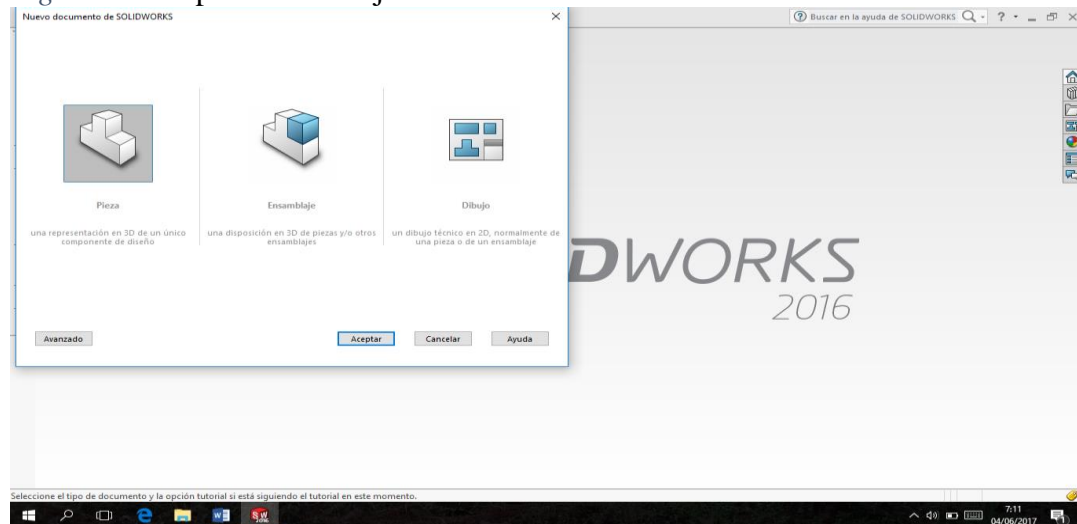 Nuevo documento de SOLIDWORKS
Buscar en la ayuda de SOLIDWORKS
Pieza
Ensamblaje
Dibujo
una representación en 3D de un único
componente de diseño
una disposición en 3D de piezas y/o otros
ensamblajes
un dibujo técnico en 2D, normalmente de
una pieza o de un ensamblaje
DWORKS
2016
Avanzado
Aceptar
Cancelar
Ayuda
Seleccione el tipo de documento y la opción tutorial si está siguiendo el tutorial en este momento.
7:11
04/06/2017